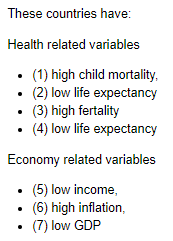 These countries have:
Health related variables
• (1) high child mortality,
• (2) low life expectancy
• (3) high fertality
• (4) low life expectancy
Economy related variables
• (5) low income,
• (6) high inflation,
• (7) low GDP